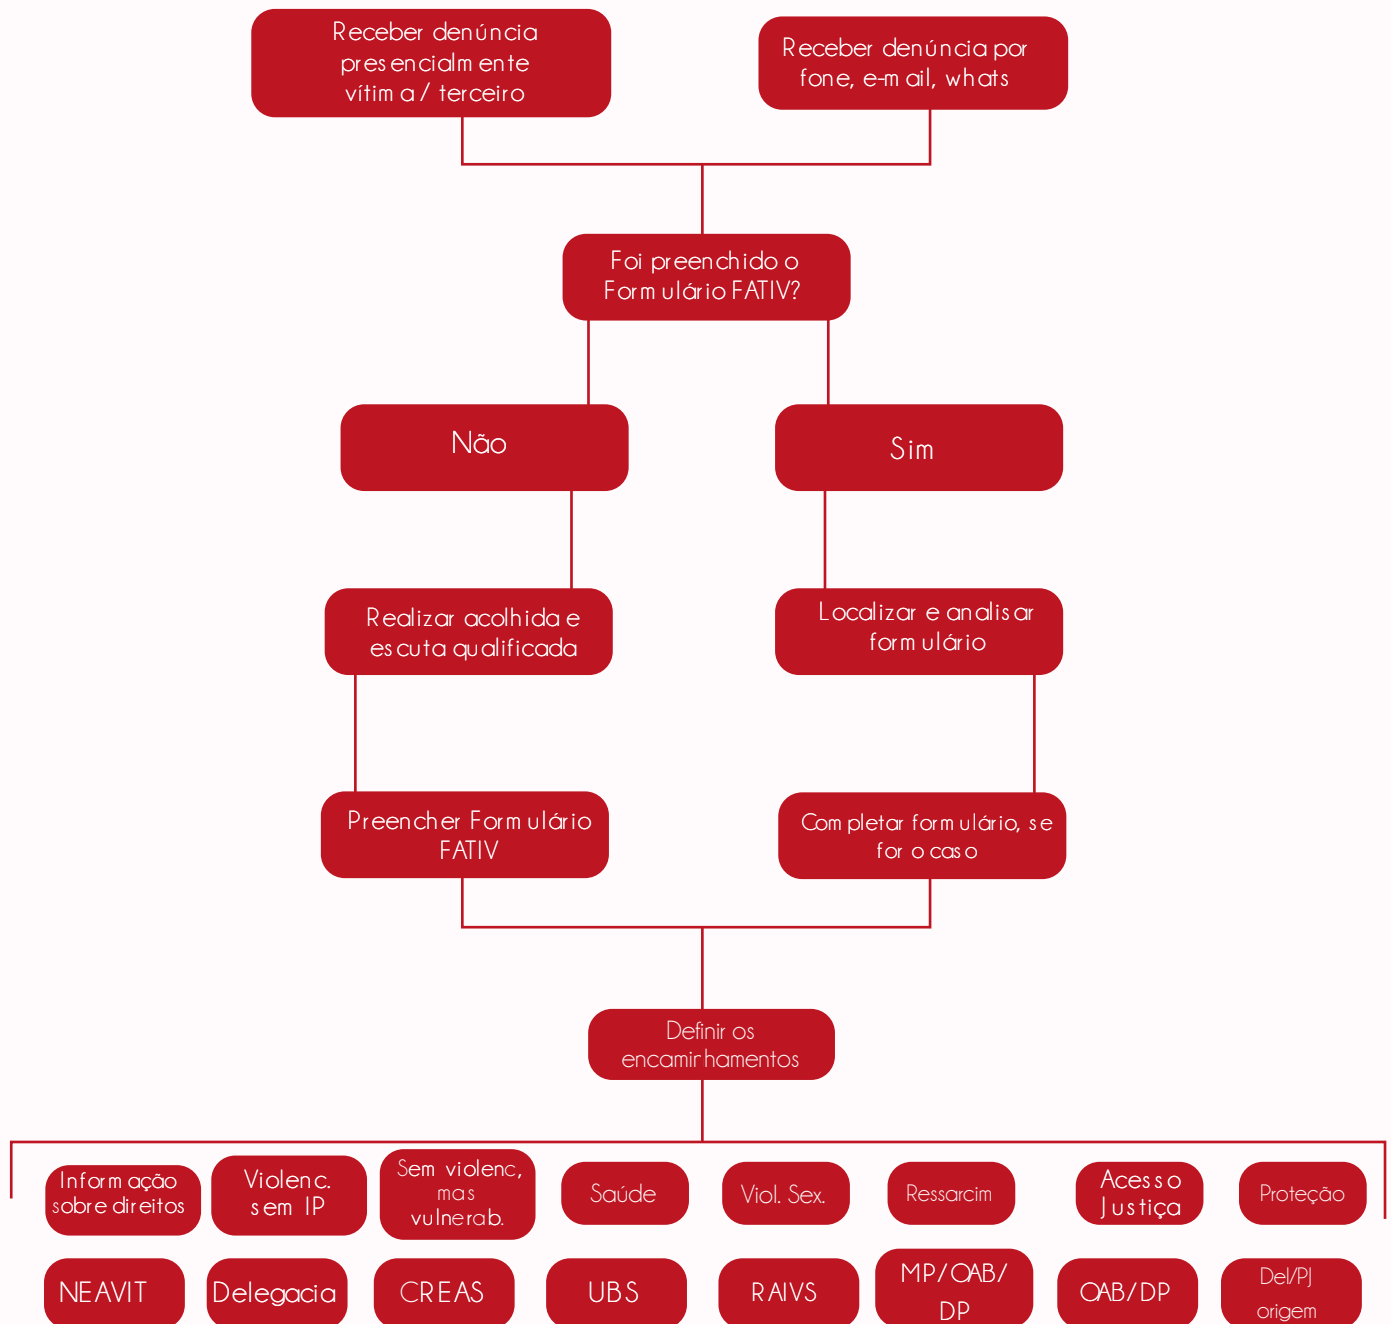 Receber denúncia
presencialmente
vítima / terceiro
Receber denúncia por
fone, e-mail, whats
Foi preenchido o
Formulário FATIV?
Não
Sim
Realizar acolhida e
escuta qualificada
Localizar e analisar
formulário
Preencher Formulário
FATIV
Completar formulário, se
for o caso
Definir os
encaminhamentos
Informação
sobre direitos
Violenc.
sem IP
Sem violenc,
mas
vulnerab.
Saúde
Viol. Sex.
Ressarcim
Acesso
Justiça
Proteção
NEAVIT
Delegacia
CREAS
UBS
RAIVS
MP/OAB/
DP
OAB/DP
Del/PJ
origem